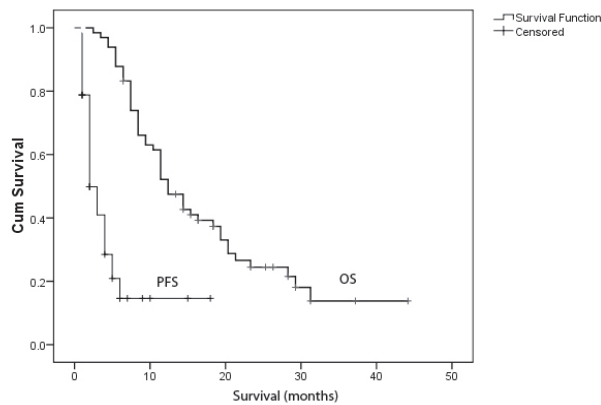 Survival Function
Censored
Cum Survival
1.0
0.8
0.6
0.4
0.2
0.0
PFS
OS
0 10 20 30 40 50
Survival (months)